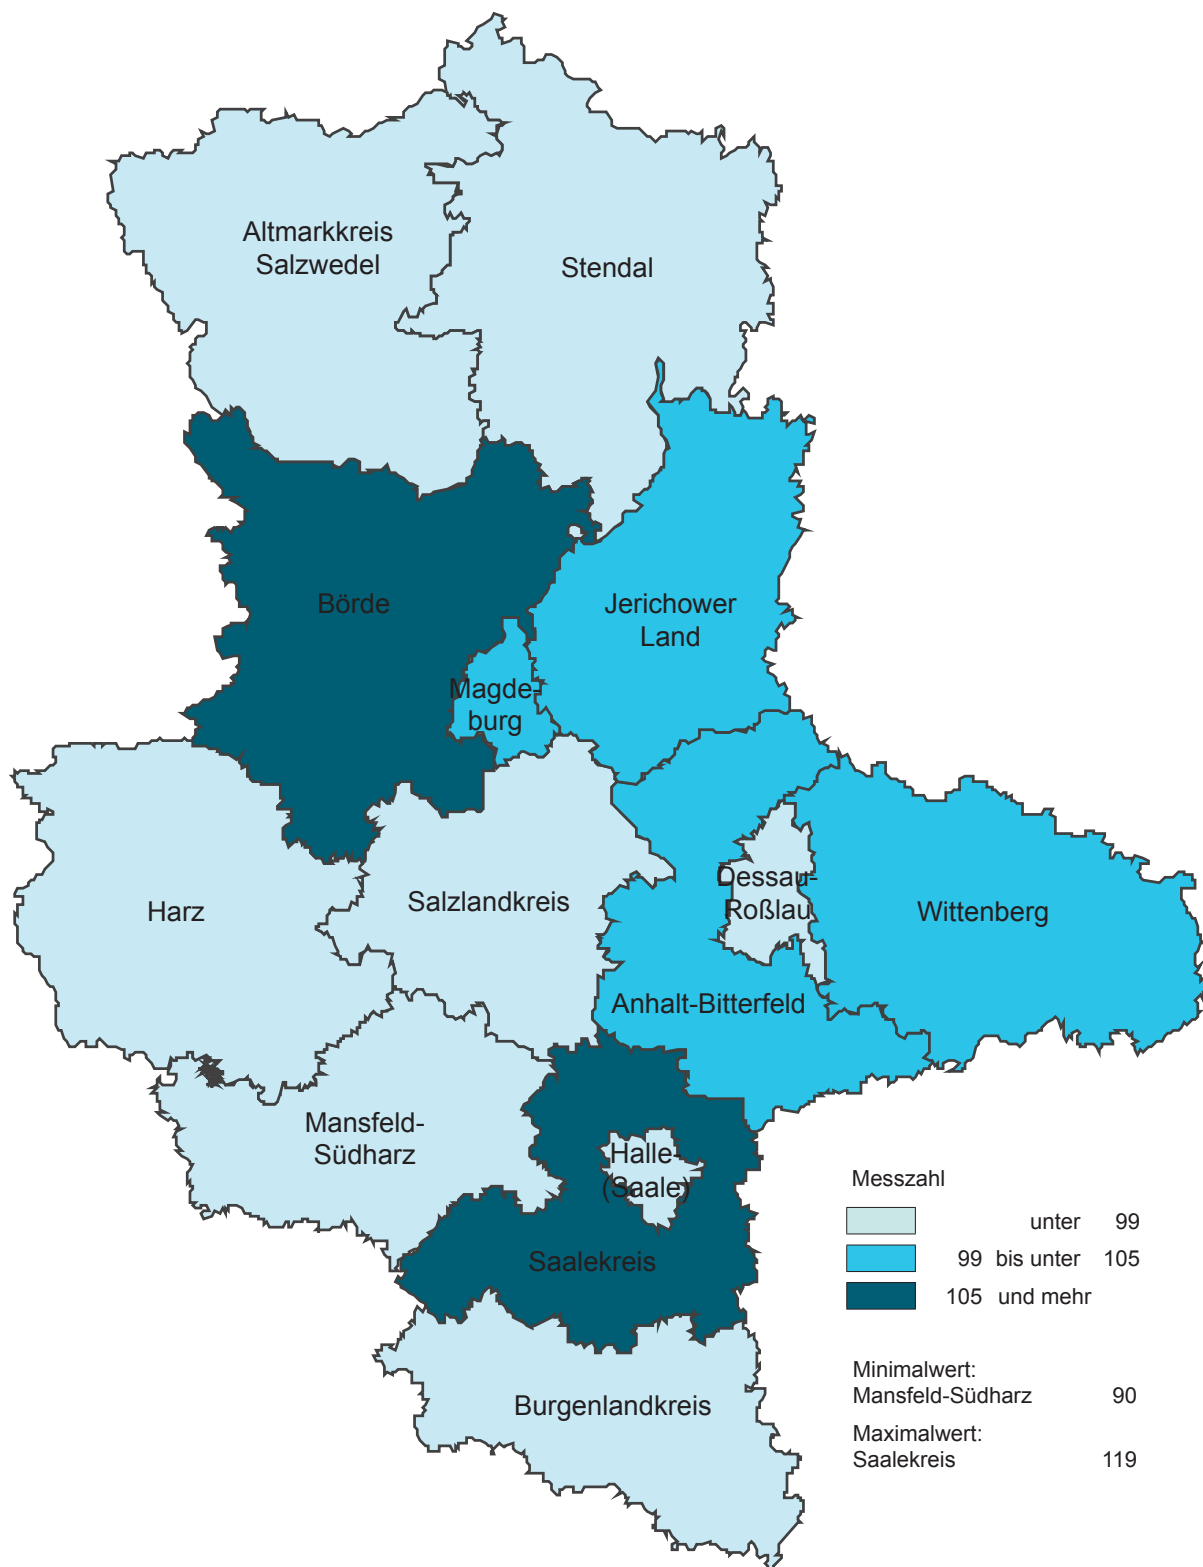 Altmarkkreis
Salzwedel
Stendal
Börde
Jerichower
Land
Magde-
burg
Harz
Salzlandkreis
Dessau-
Roßlau
Wittenberg
Anhalt-Bitterfeld
Mansfeld-
Südharz
Halle-
(Saale)
Saalekreis
Burgenlandkreis
Messzahl
unter 99
99 bis unter 105
105 und mehr
Minimalwert:
Mansfeld-Südharz 90
Maximalwert:
Saalekreis 119